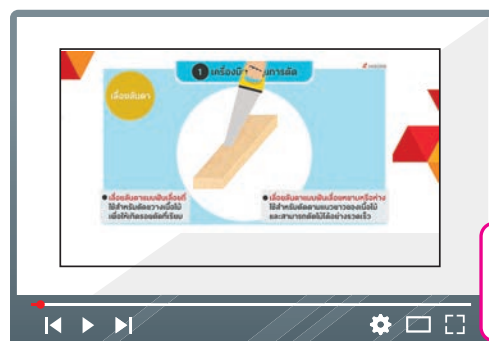 1 เครื่องมือ ในการตัด
เลื่อยลันดา
• เลื่อยลันดาแบบฟันเลื่อยถี่
ใช้สำหรับตัดขวางเนื้อไม้
เพื่อให้เกิดรอยตัดที่เรียบ
• เลื่อยลันดาแบบฟันเลื่อยหยาบหรือห่าง
ใช้สำหรับตัดตามแนวยาวของเนื้อไม้
และสามารถตัดไม้ได้อย่างรวดเร็ว